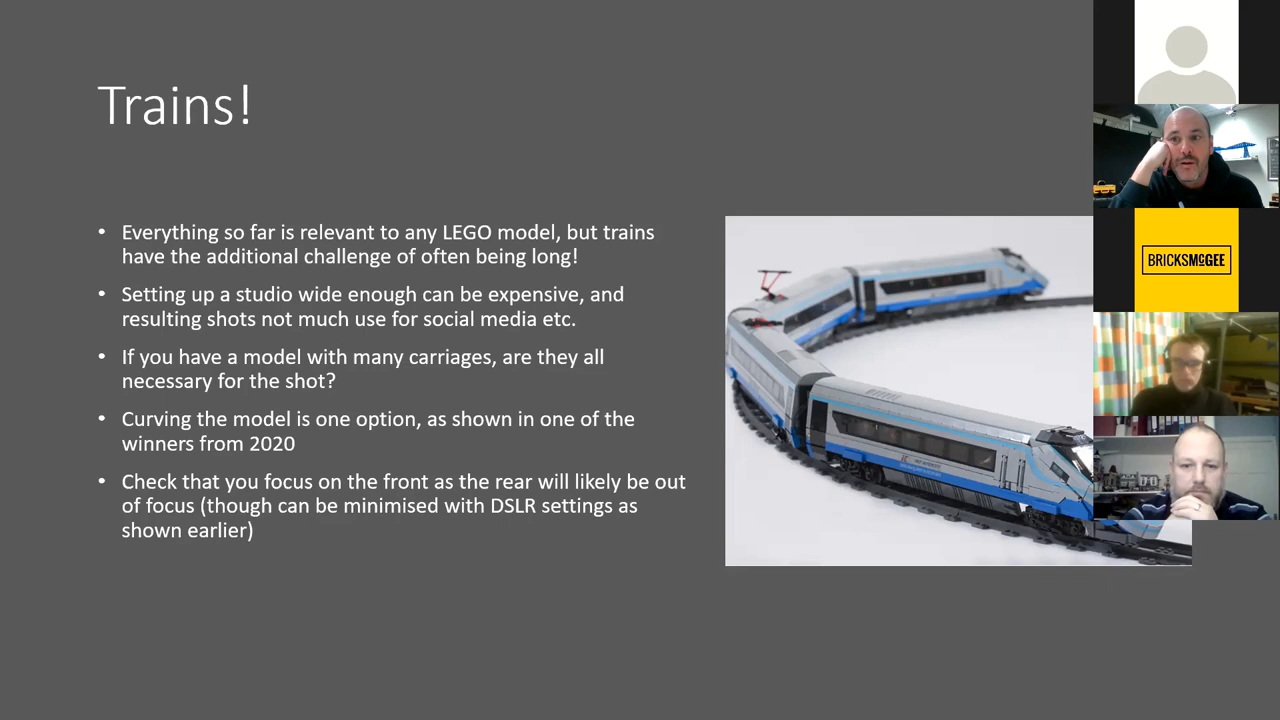 Trains!
• Everything so far is relevant to any LEGO model, but trains
have the additional challenge of often being long!
• Setting up a studio wide enough can be expensive, and
resulting shots not much use for social media etc.
• If you have a model with many carriages, are they all
necessary for the shot?
• Curving the model is one option, as shown in one of the
winners from 2020
• Check that you focus on the front as the rear will likely be out
of focus (though can be minimised with DSLR settings as
shown earlier)
BRICKSMCGEE